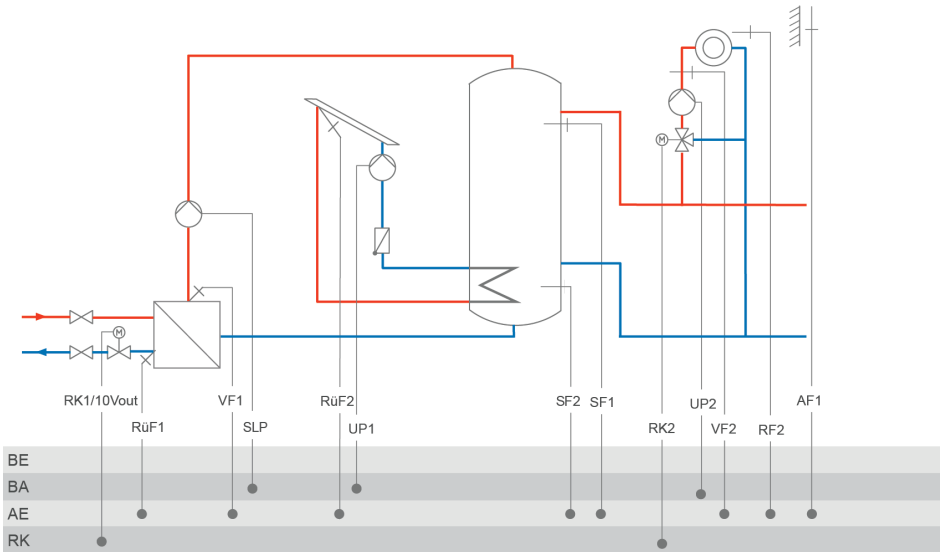 M
M
RK1/10Vout
VF1
RüF2
SF2
SF1
UP2
AF1
RüF1
SLP
UP1
RK2
VF2
RF2
BE
BA
AE
RK